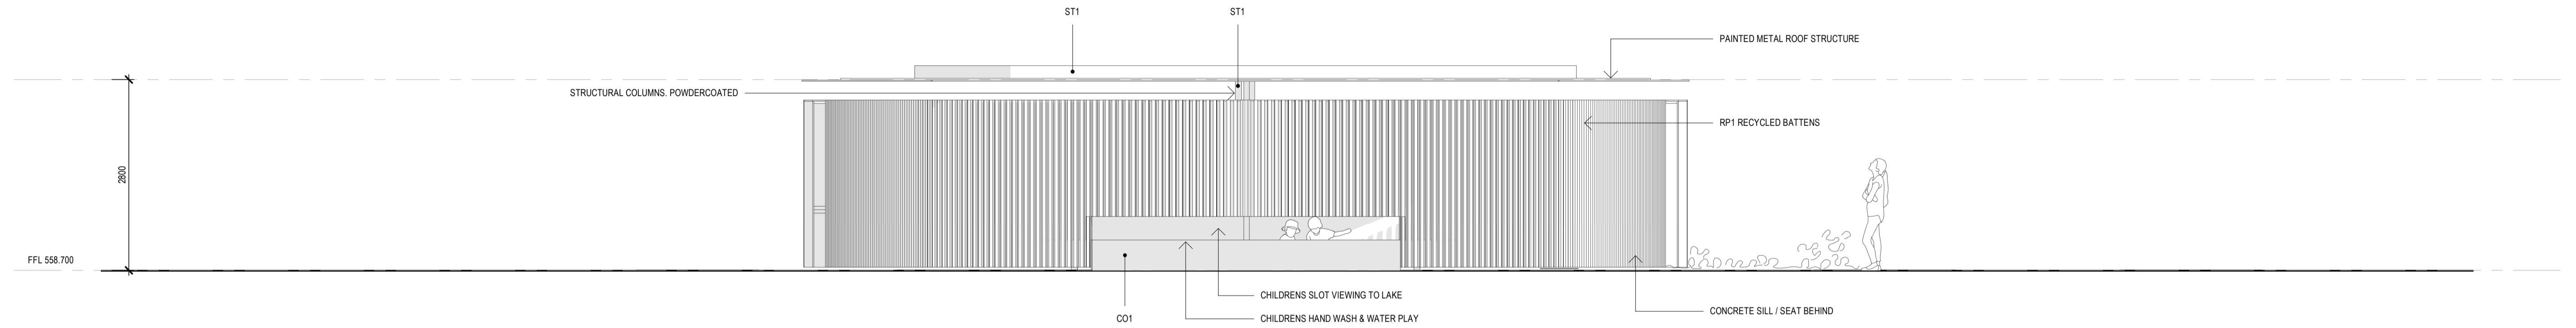 ST1
ST1
PAINTED METAL ROOF STRUCTURE
STRUCTURAL COLUMNS. POWDERCOATED
RP1 RECYCLED BATTENS
2800
FFL 558.700
CHILDRENS SLOT VIEWING TO LAKE
CONCRETE SILL / SEAT BEHIND
CO1
CHILDRENS HAND WASH & WATER PLAY